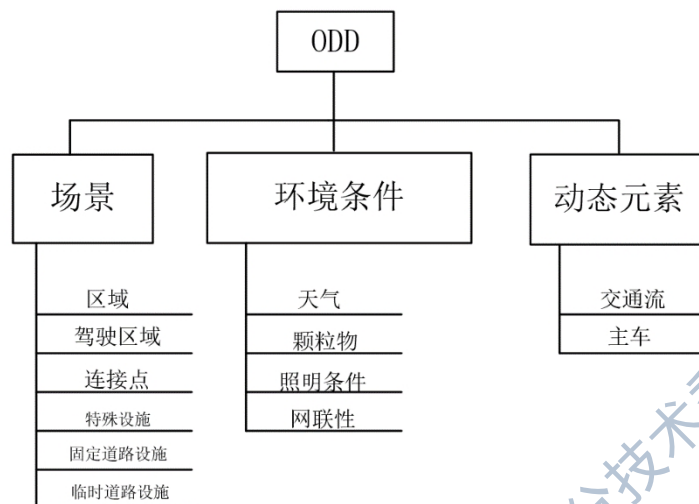 ODD
场景
环境条件
动态元素
区域
驾驶区域
连接点
特殊设施
固定道路设施
临时道路设施
天气
颗粒物
照明条件
网联性
交通流
主车
技术